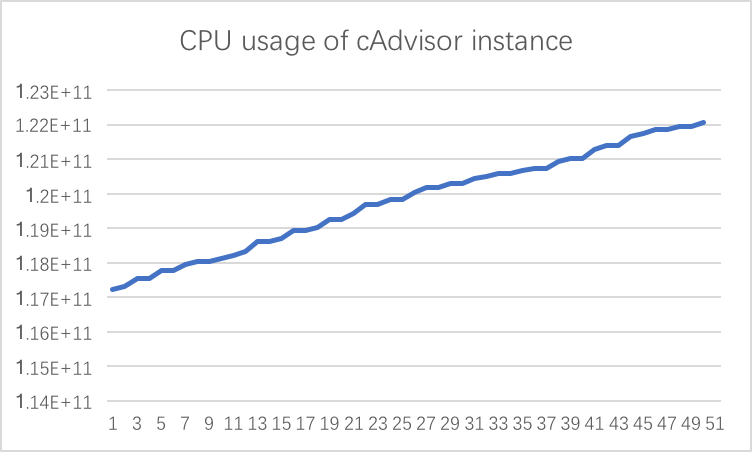 CPU usage of cAdvisor instance
1.23E+11
1.22E+11
1.21E+11
1.2E+11
1.19E+11
1.18E+11
1.17E+11
1.16E+11
1.15E+11
1.14E+11
1 3 5 7 9 11 13 15 17 19 21 23 25 27 29 31 33 35 37 39 41 43 45 47 49 51